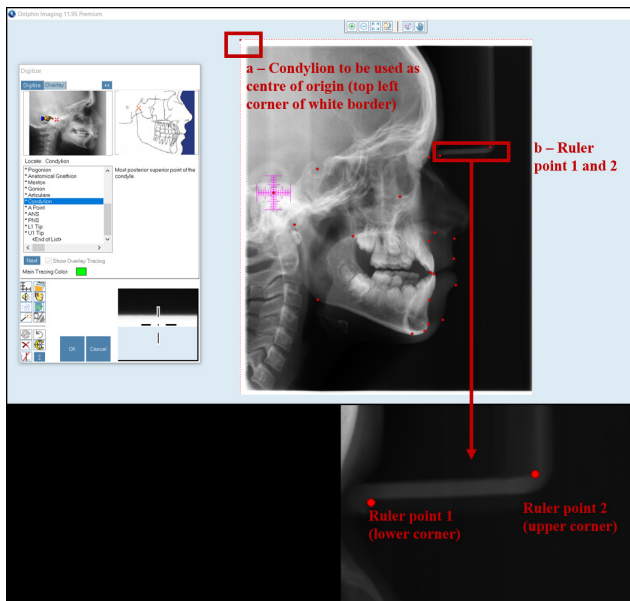 Dolphin Imaging 11.95 Premium
a – Condylion to be used as
centre of origin (top left
corner of white border)
b – Ruler
point 1 and 2
Digitize
Digitize Overlay <<
Locate: Condylion
* Pogonion
* Anatomical Gnathion
* Menton
* Gonion
* Articulare
* Condylion
* A Point
* ANS
* PNS
* L1 Tip
* U1 Tip
<End of List>
Most posterior superior point of the
condyle.
Next Show Overlay Tracing
Main Tracing Color:
OK Cancel
Ruler point 1
(lower corner)
Ruler point 2
(upper corner)